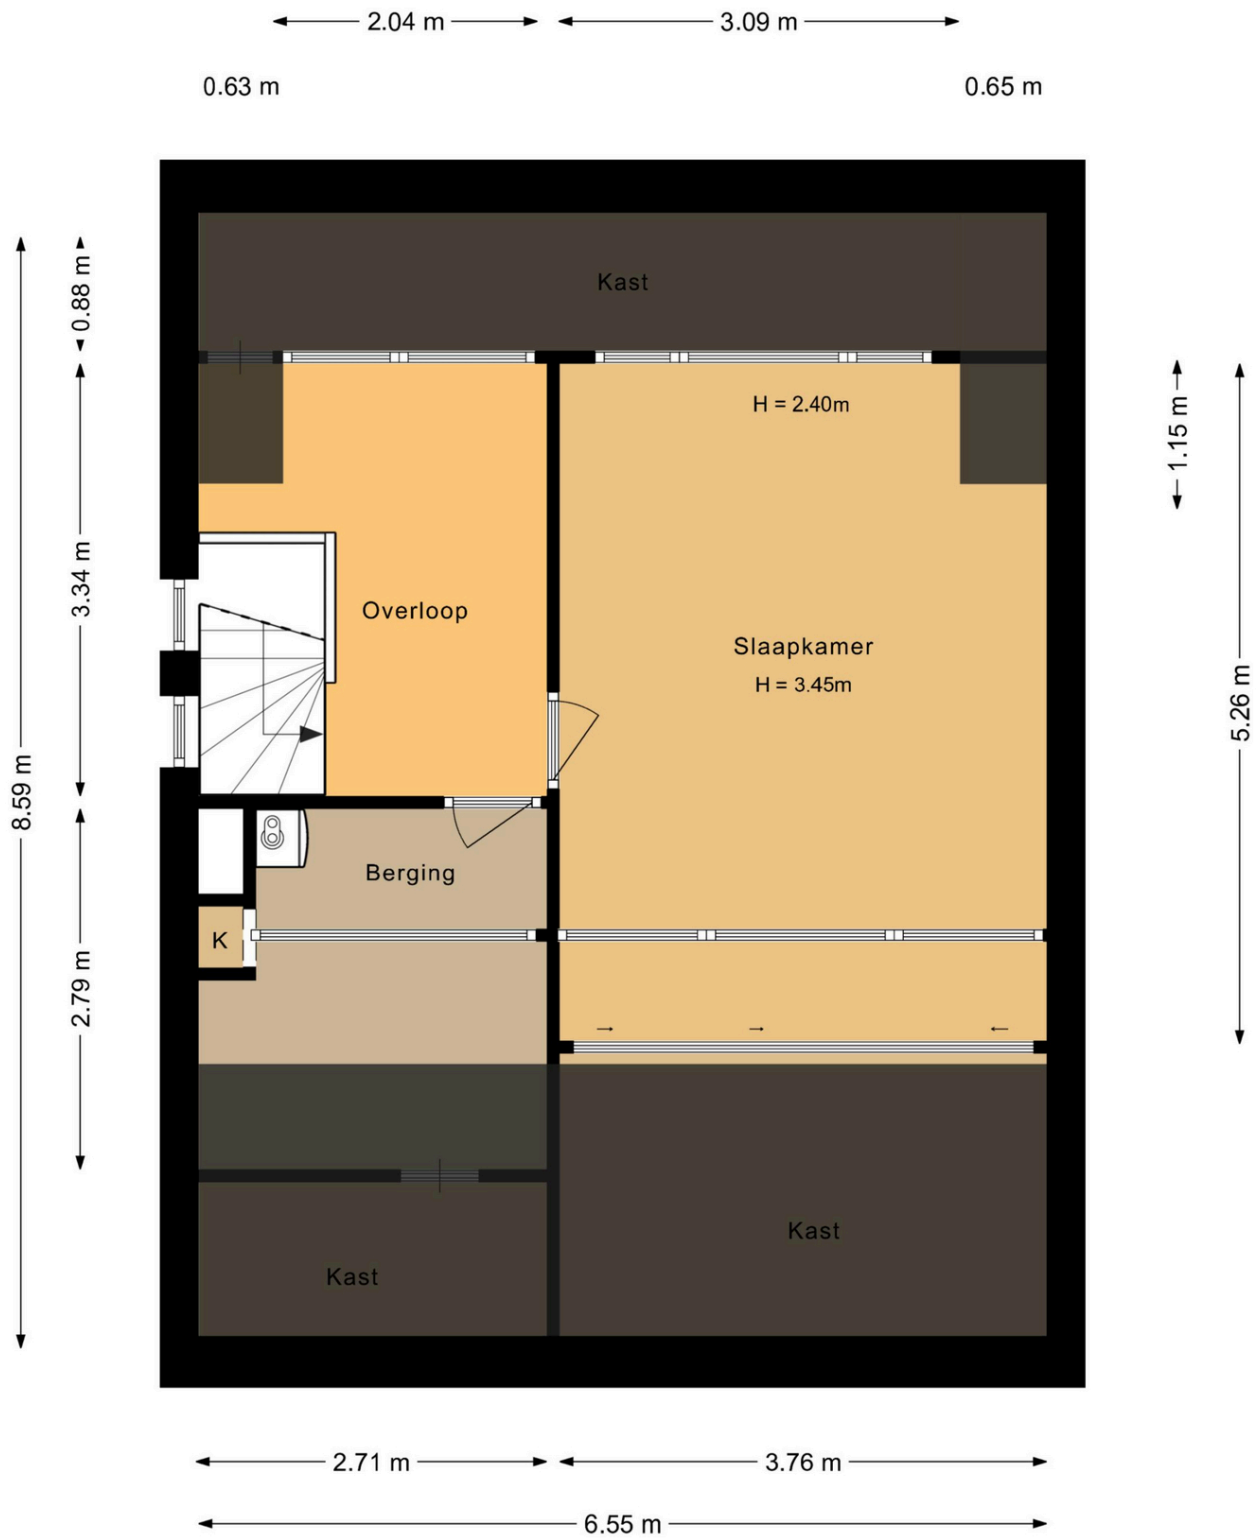 2.04 m
3.09 m
0.63 m
0.65 m
0.88 m
Kast
H = 2.40m
1.15 m
3.34 m
Overloop
Slaapkamer
H = 3.45m
5.26 m
8.59 m
Berging
K
2.79 m
Kast
Kast
2.71 m
3.76 m
6.55 m